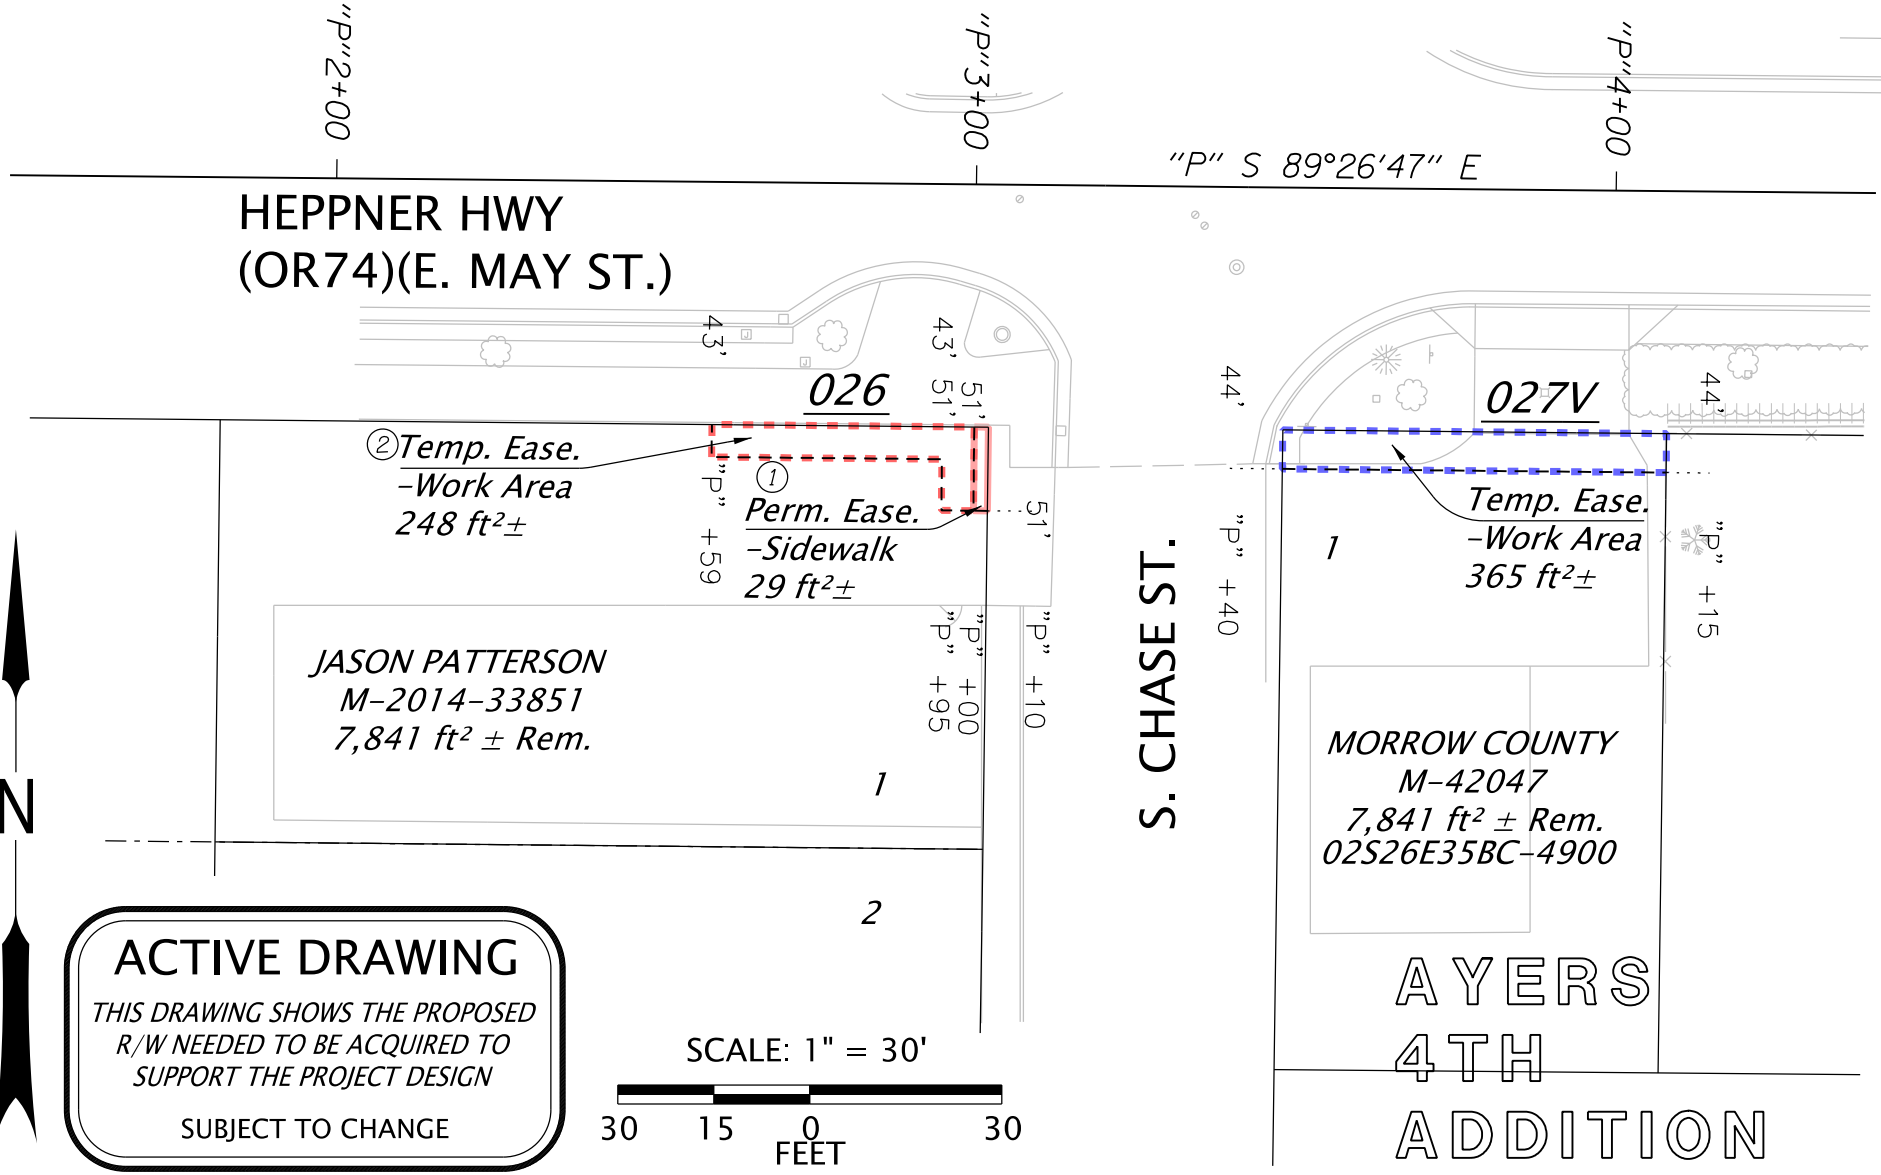 "P"2+00
"P"3+00
"P"4+00
"P" S 89°26'47" E
HEPPNER HWY
(OR74)(E. MAY ST.)
43'
43'
51'
51'
44'
44'
026
027V
② Temp. Ease.
-Work Area
248 ft²±
①
Perm. Ease.
-Sidewalk
29 ft²±
51'
"P" +59
"P" +95
"P" +00
"P" +10
"P" +40
"P" +15
1
Temp. Ease.
-Work Area
365 ft²±
S. CHASE ST.
JASON PATTERSON
M-2014-33851
7,841 ft² ± Rem.
1
2
MORROW COUNTY
M-42047
7,841 ft² ± Rem.
02S26E35BC-4900
N
J
J
ACTIVE DRAWING
THIS DRAWING SHOWS THE PROPOSED
R/W NEEDED TO BE ACQUIRED TO
SUPPORT THE PROJECT DESIGN
SUBJECT TO CHANGE
SCALE: 1" = 30'
30 15 0 30
FEET
AYERS
4TH
ADDITION